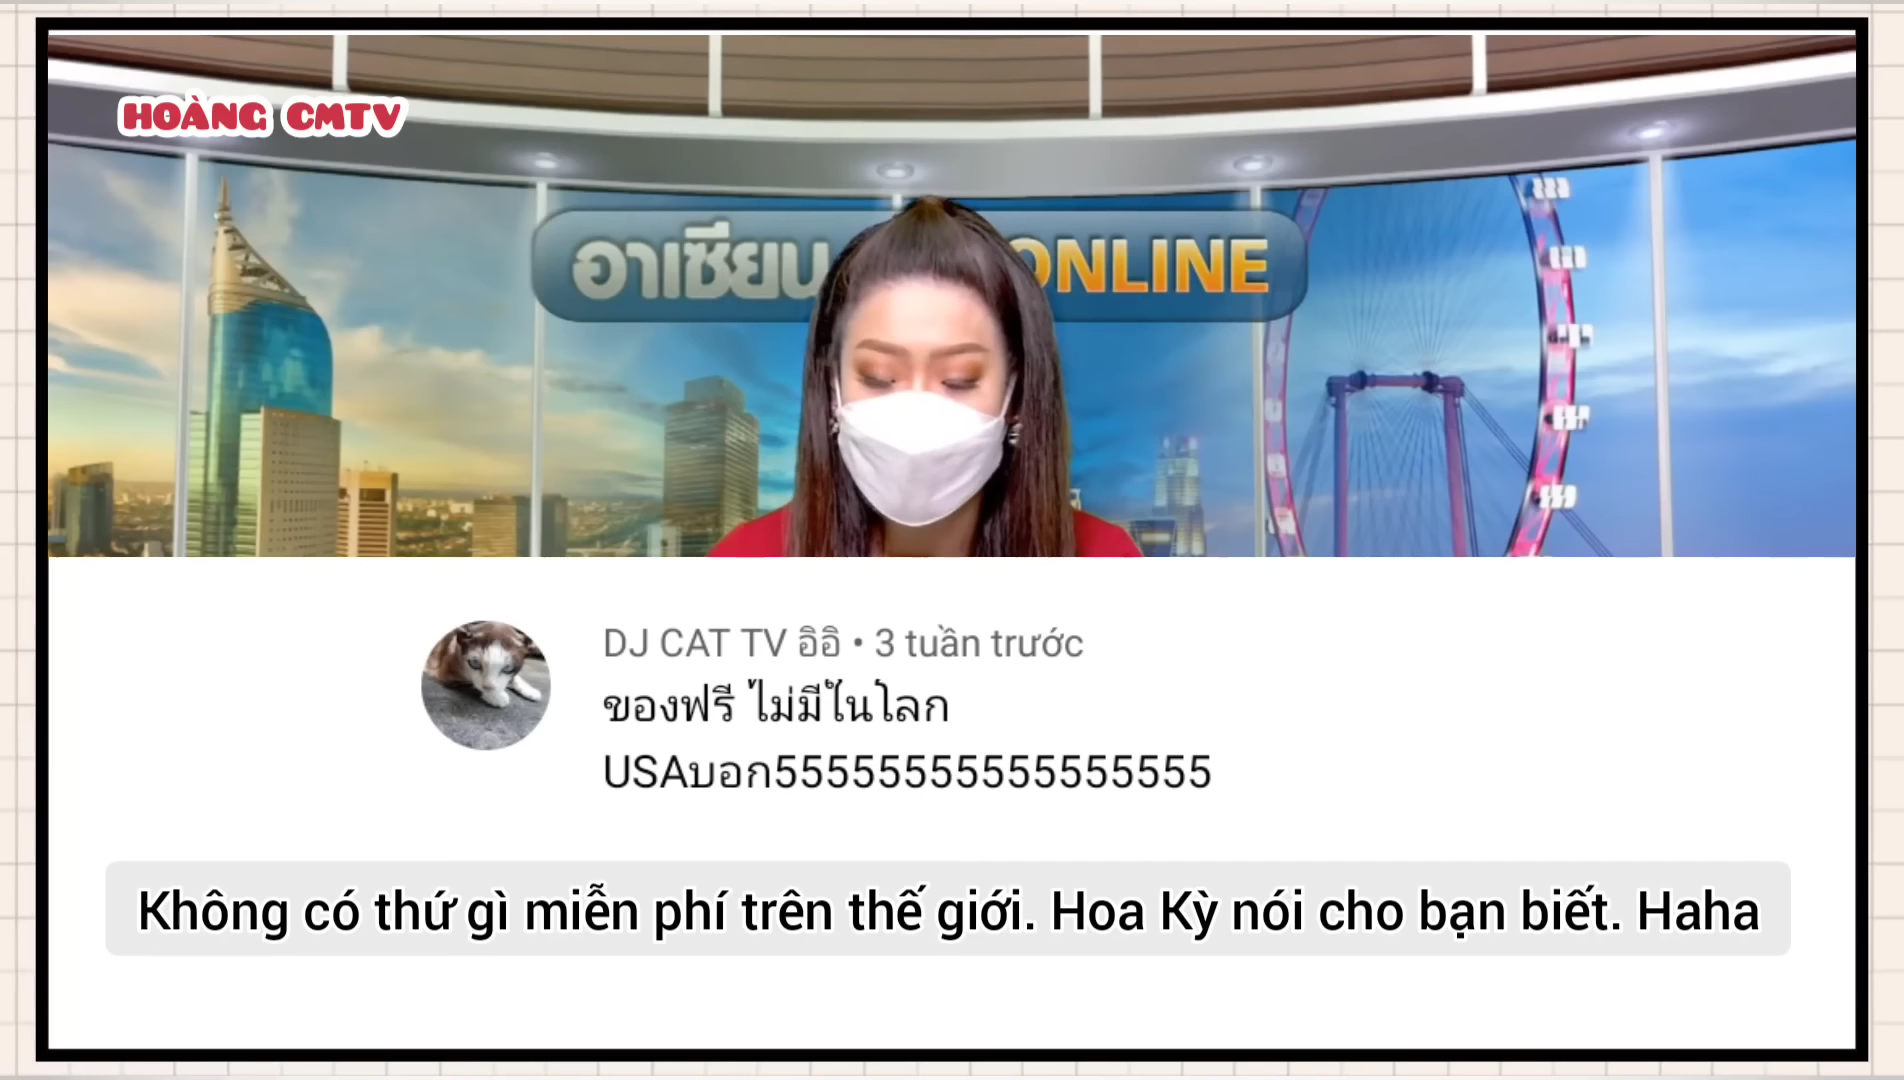 HOÀNG CMTV
อาเซียน ONLINE
DJ CAT TV อิอิ • 3 tuần trước
ของฟรี ไม่มีในโลก
USAบอก55555555555555555
Không có thứ gì miễn phí trên thế giới. Hoa Kỳ nói cho bạn biết. Haha